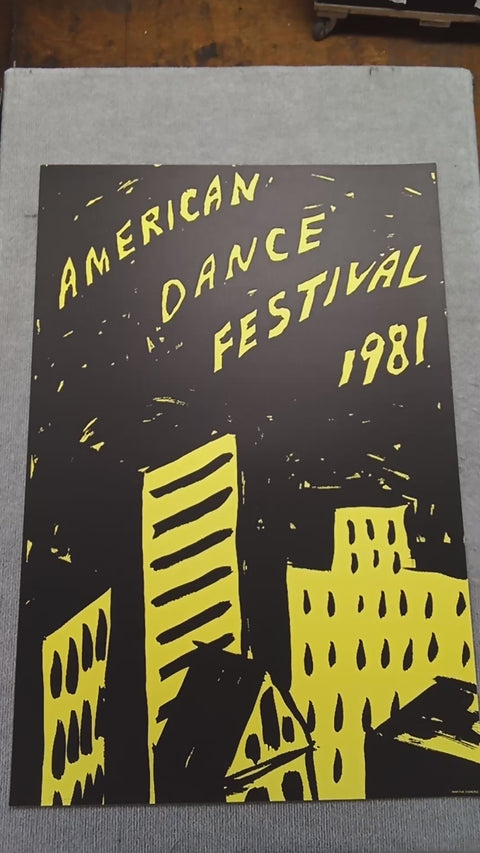 AMERICAN
DANCE
FESTIVAL
1981